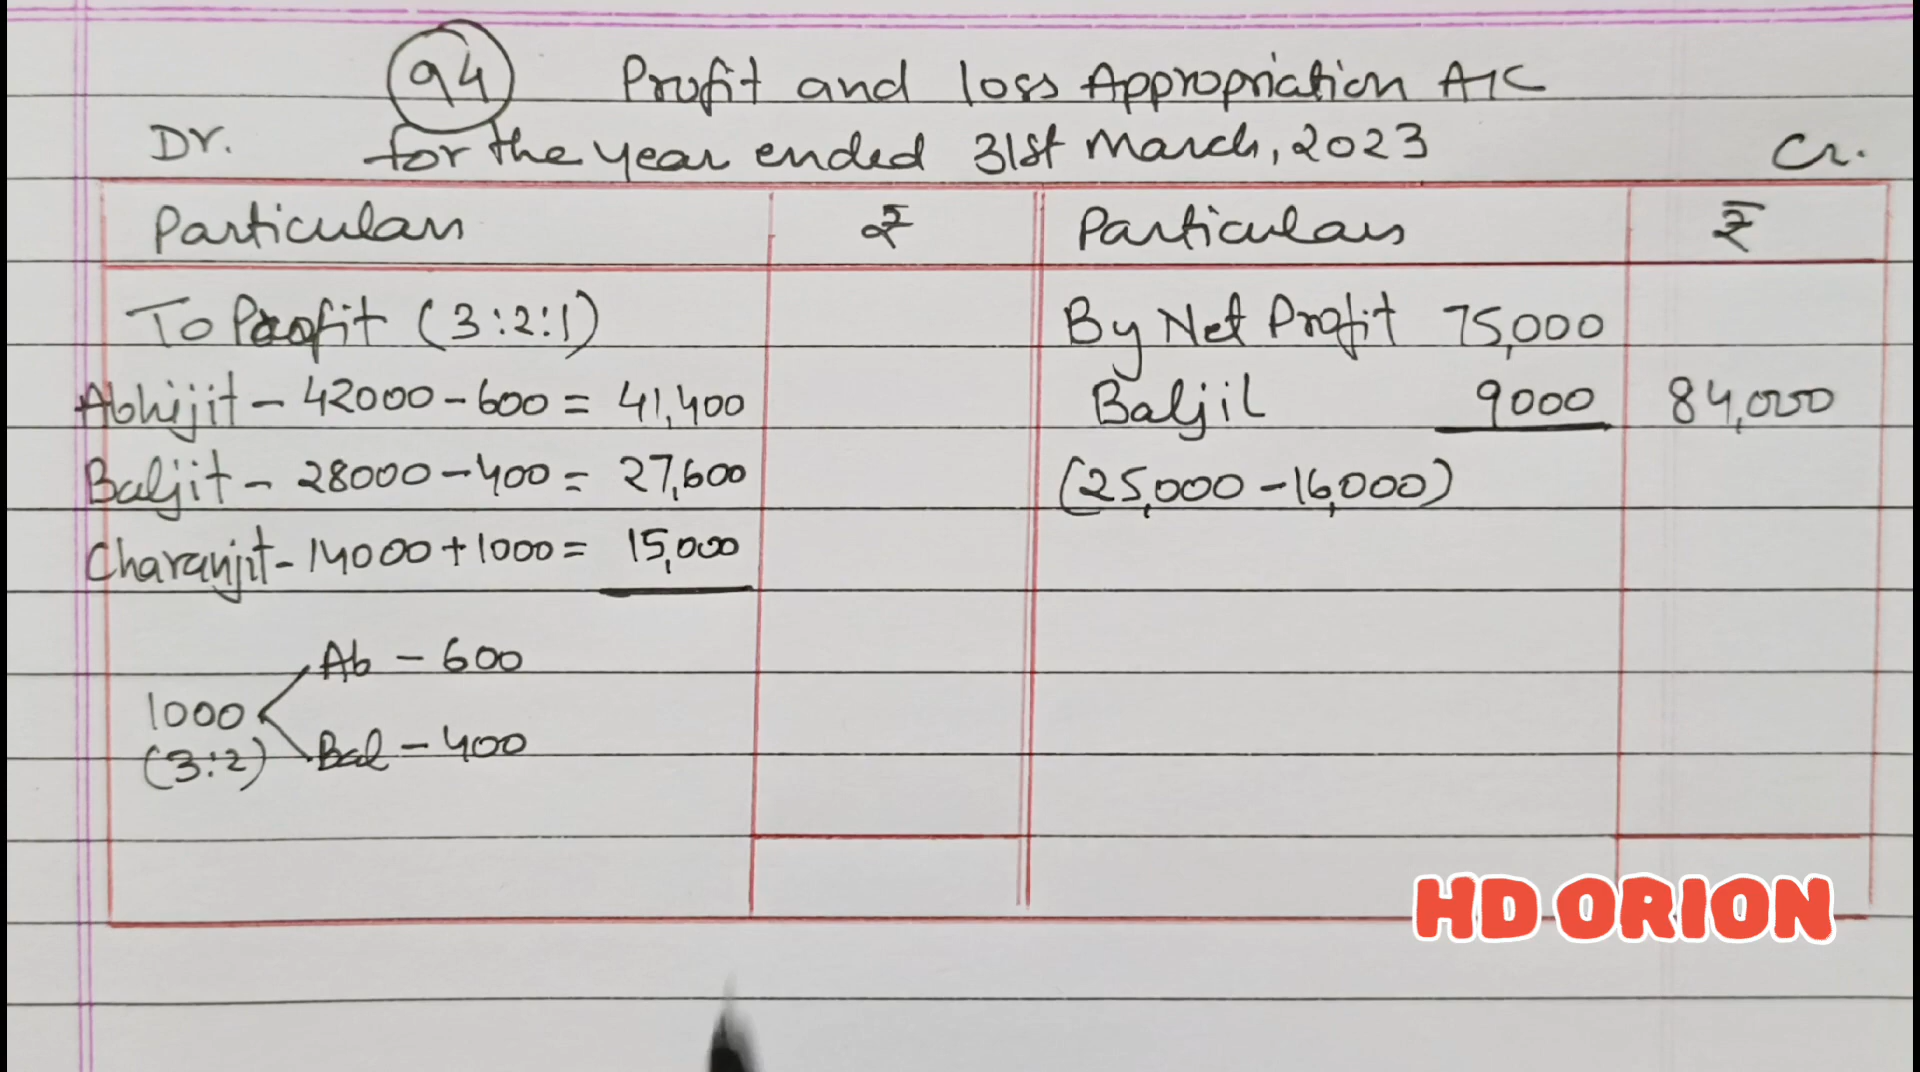 94 Profit and loss Appropriation A/C
Dr. for the year ended 31st March, 2023 Cr.
Particulars ₹ Particulars ₹
To Profit (3:2:1) By Net Profit 75,000
Abhijit - 42000 - 600 = 41,400 Baljit 9000 84,000
Baljit - 28000 - 400 = 27,600 (25,000 - 16,000)
Charanjit - 14000 + 1000 = 15,000
Ab - 600
1000
(3:2) Bal - 400
HD ORION